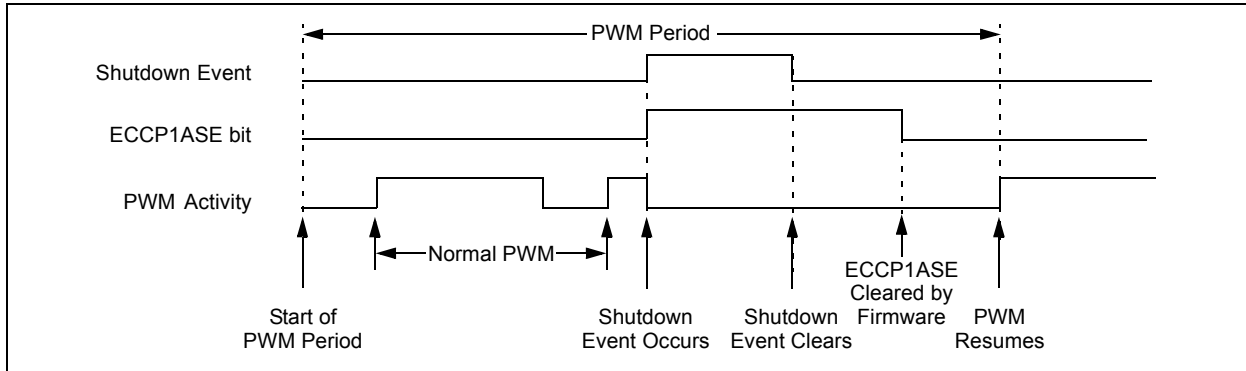 PWM Period
Shutdown Event
ECCP1ASE bit
PWM Activity
Normal PWM
Start of
PWM Period
Shutdown
Event Occurs
Shutdown
Event Clears
ECCP1ASE
Cleared by
Firmware
PWM
Resumes